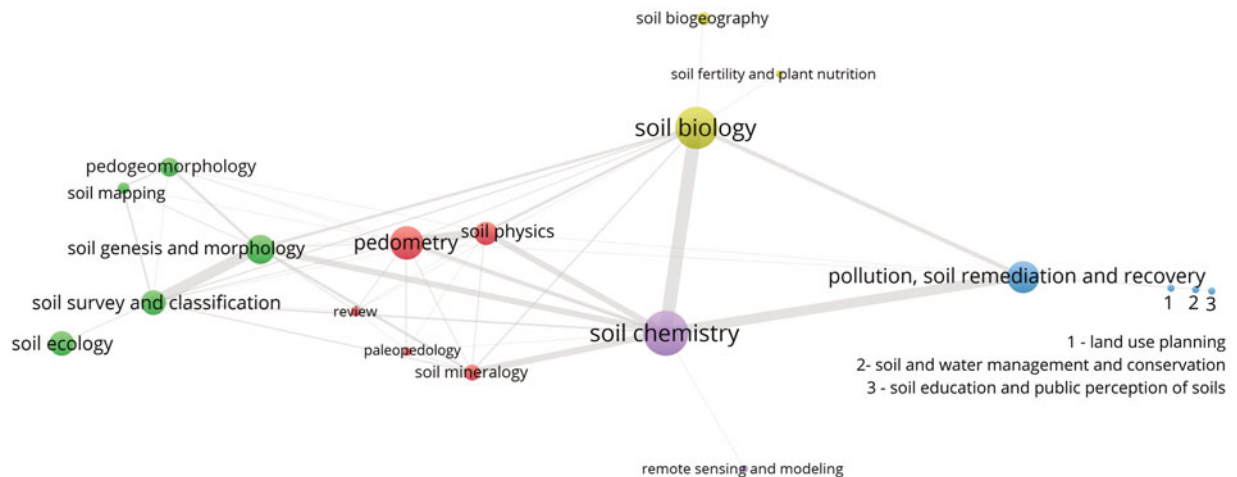 soil biogeography
soil fertility and plant nutrition
soil biology
pedogeomorphology
soil mapping
soil physics
pedometry
soil genesis and morphology
pollution, soil remediation and recovery
soil survey and classification
1 2 3
review
soil chemistry
soil ecology
1 - land use planning
paleopedology
2- soil and water management and conservation
soil mineralogy
3 - soil education and public perception of soils
remote sensing and modeling